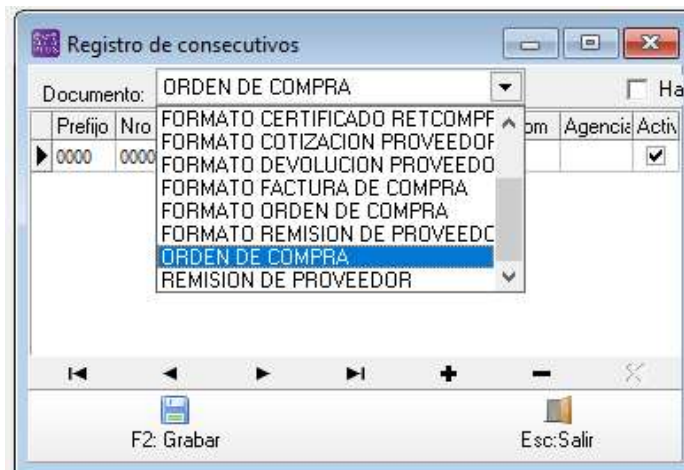 Registro de consecutivos
Documento: ORDEN DE COMPRA Ha
Prefijo Nro om Agencia Activ
0000 0000
FORMATO CERTIFICADO RETCOMPF
FORMATO COTIZACION PROVEEDOF
FORMATO DEVOLUCION PROVEEDO
FORMATO FACTURA DE COMPRA
FORMATO ORDEN DE COMPRA
FORMATO REMISION DE PROVEEDC
ORDEN DE COMPRA
REMISION DE PROVEEDOR
F2: Grabar Esc:Salir